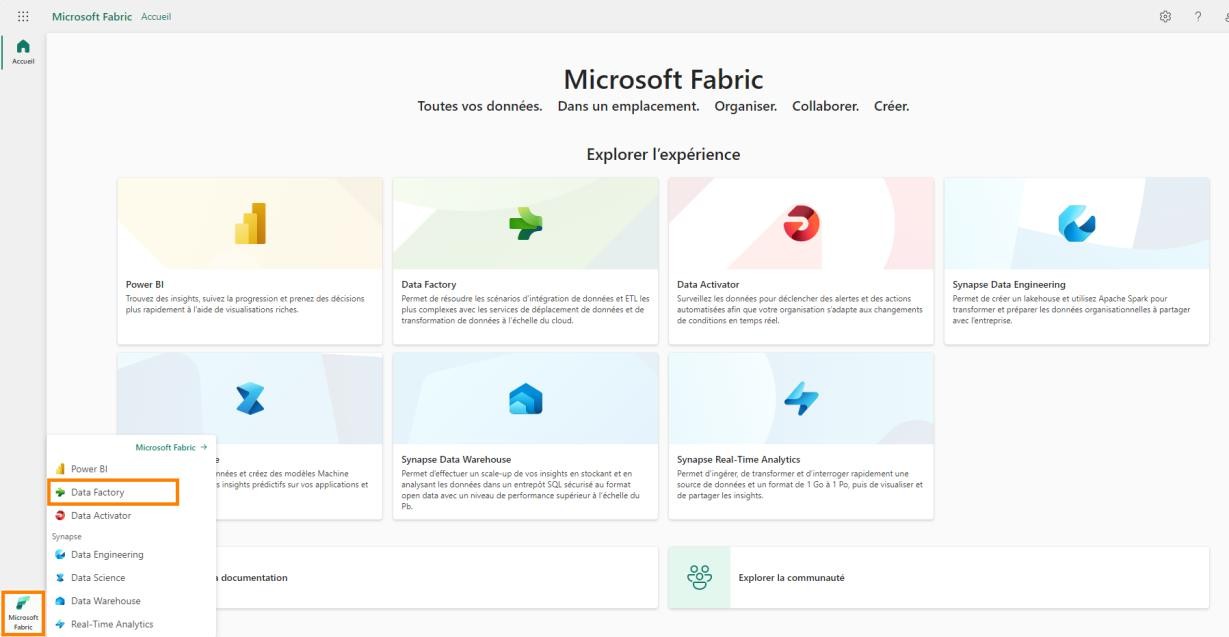 Microsoft Fabric Accueil
Accueil
Microsoft Fabric
Toutes vos données. Dans un emplacement. Organiser. Collaborer. Créer.
Explorer l'expérience
Power BI
Trouvez des insights, suivez la progression et prenez des décisions
plus rapidement à l'aide de visualisations riches.
Data Factory
Permet de résoudre les scénarios d'intégration de données et ETL les
plus complexes avec les services de déplacement de données et de
transformation de données à l'échelle du cloud.
Data Activator
Surveillez les données pour déclencher des alertes et des actions
automatisées afin que votre organisation s'adapte aux changements
de conditions en temps réel.
Synapse Data Engineering
Permet de créer un lakehouse et utilisez Apache Spark pour
transformer et préparer les données organisationnelles à partager
avec l'entreprise.
e
nnées et créez des modèles Machine
s insights prédictifs sur vos applications et
Synapse Data Warehouse
Permet d'effectuer un scale-up de vos insights en stockant et en
analysant les données dans un entrepôt SQL sécurisé au format
open data avec un niveau de performance supérieur à l'échelle du
Pb.
Synapse Real-Time Analytics
Permet d'ingérer, de transformer et d'interroger rapidement une
source de données et un format de 1 Go à 1 Po, puis de visualiser et
de partager les insights.
Microsoft Fabric →
Power BI
Data Factory
Data Activator
Synapse
Data Engineering
Data Science
Data Warehouse
Real-Time Analytics
a documentation
Explorer la communauté
Microsoft
Fabric